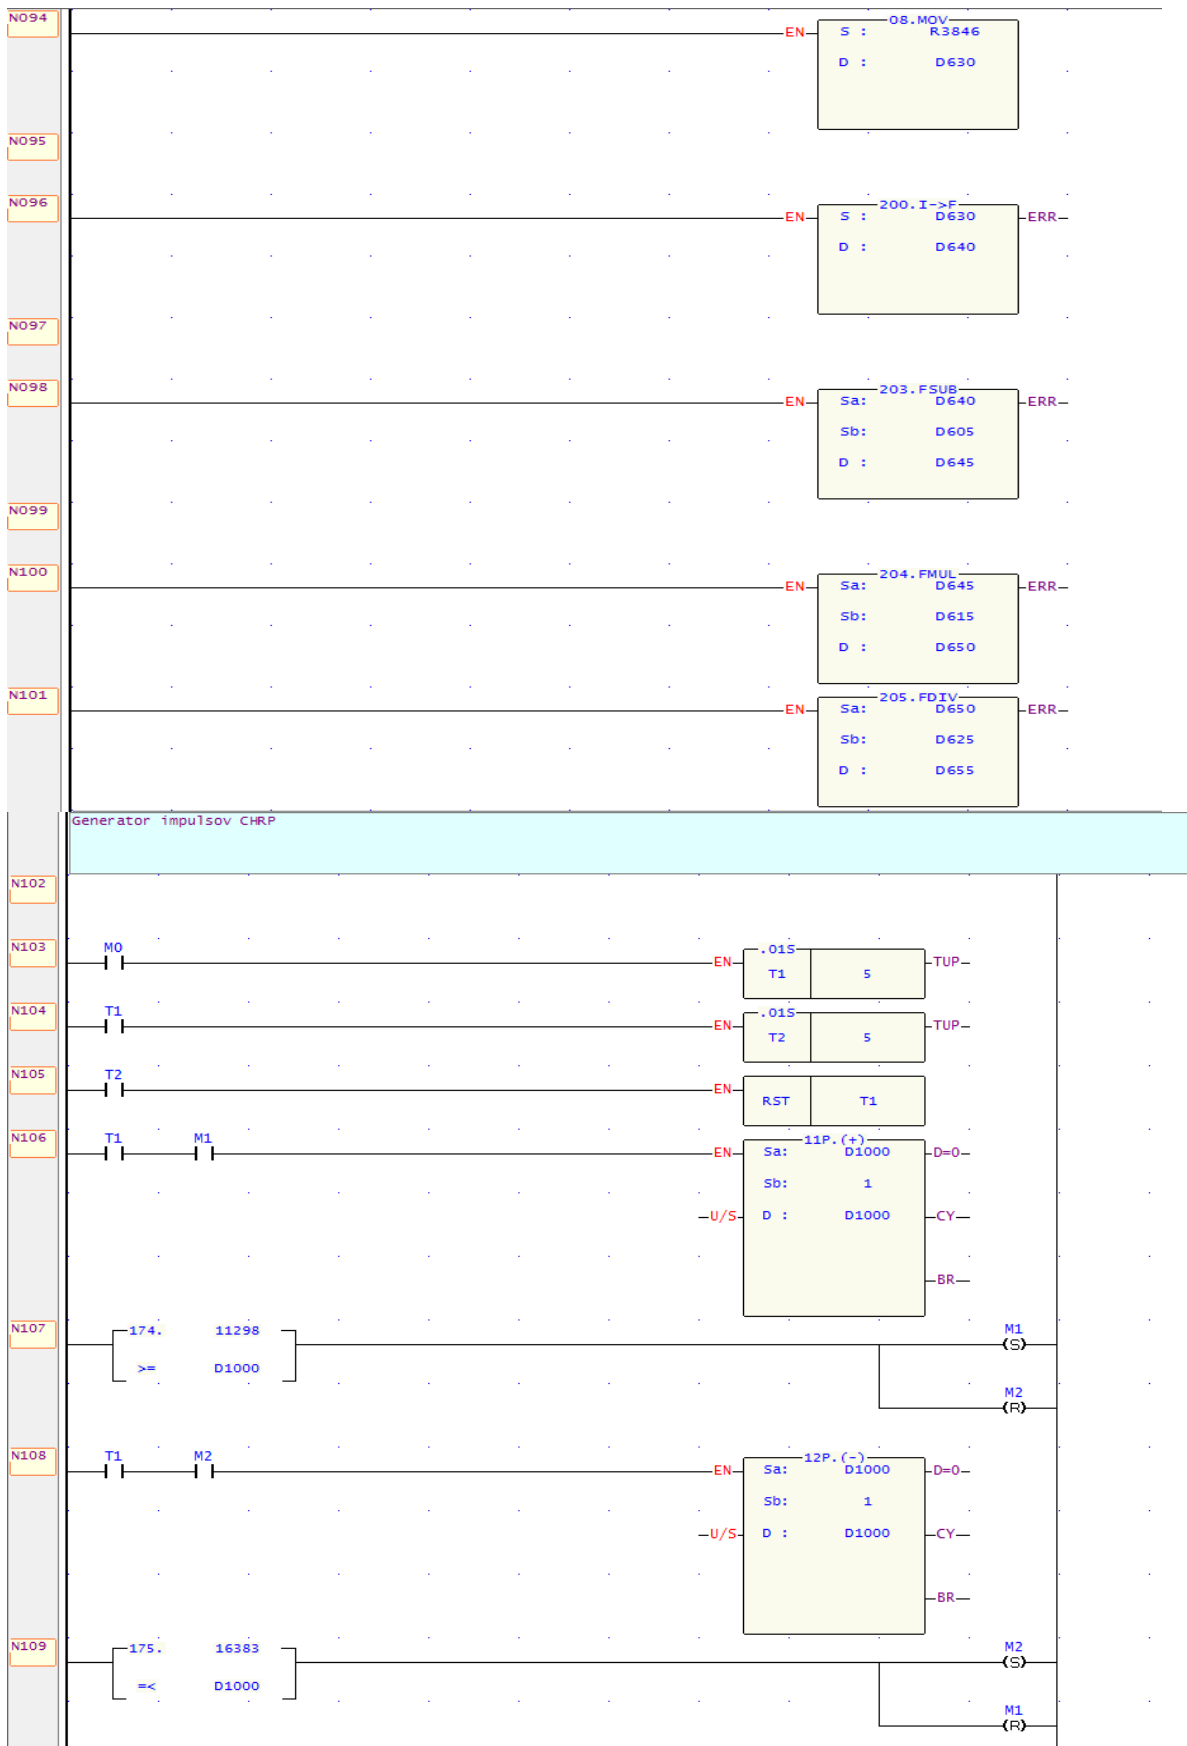 N094
08.MOV
EN S : R3846
D : D630
N095
N096
200.I->F
EN S : D630 ERR
D : D640
N097
N098
203.FSUB
EN Sa: D640 ERR
Sb: D605
D : D645
N099
N100
204.FMUL
EN Sa: D645 ERR
Sb: D615
D : D650
N101
205.FDIV
EN Sa: D650 ERR
Sb: D625
D : D655
Generator impulsov CHRP
N102
N103
M0 .01S
EN T1 5 TUP
N104
T1 .01S
EN T2 5 TUP
N105
T2
EN RST T1
N106
T1 M1 11P.(+)
EN Sa: D1000 D=0
Sb: 1
U/S D : D1000 CY
BR
N107
174. 11298 M1
(S)
>= D1000
M2
(R)
N108
T1 M2 12P.(-)
EN Sa: D1000 D=0
Sb: 1
U/S D : D1000 CY
BR
N109
175. 16383 M2
(S)
=< D1000
M1
(R)